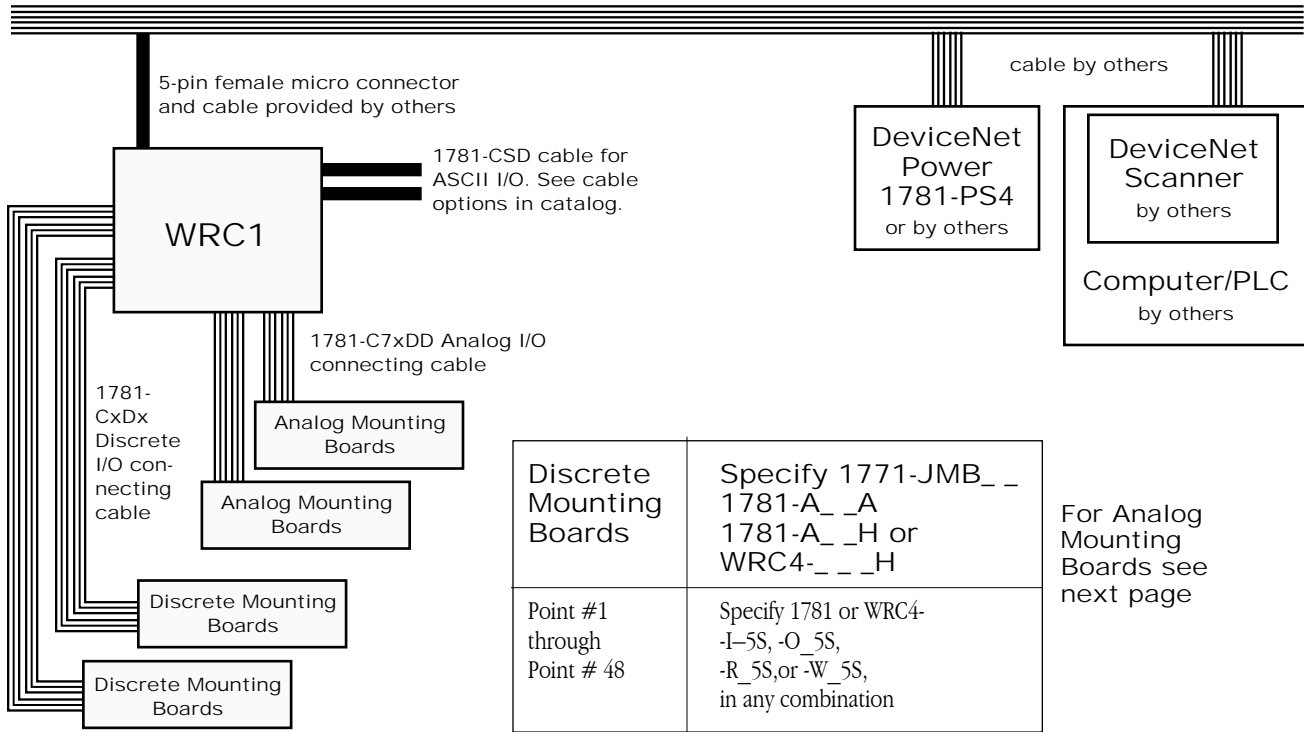 5-pin female micro connector
and cable provided by others
cable by others
DeviceNet
Power
1781-PS4
or by others
DeviceNet
Scanner
by others
Computer/PLC
by others
1781-CSD cable for
ASCII I/O. See cable
options in catalog.
WRC1
1781-C7xDD Analog I/O
connecting cable
1781-
CxDx
Discrete
I/O con-
necting
cable
Analog Mounting
Boards
Analog Mounting
Boards
Discrete Mounting
Boards
Discrete Mounting
Boards
Discrete
Mounting
Boards
Specify 1771-JMB_ _
1781-A_ _A
1781-A_ _H or
WRC4-_ _ _H
Point #1
through
Point # 48
Specify 1781 or WRC4-
-I–5S, -O_5S,
-R_5S,or -W_5S,
in any combination
For Analog
Mounting
Boards see
next page